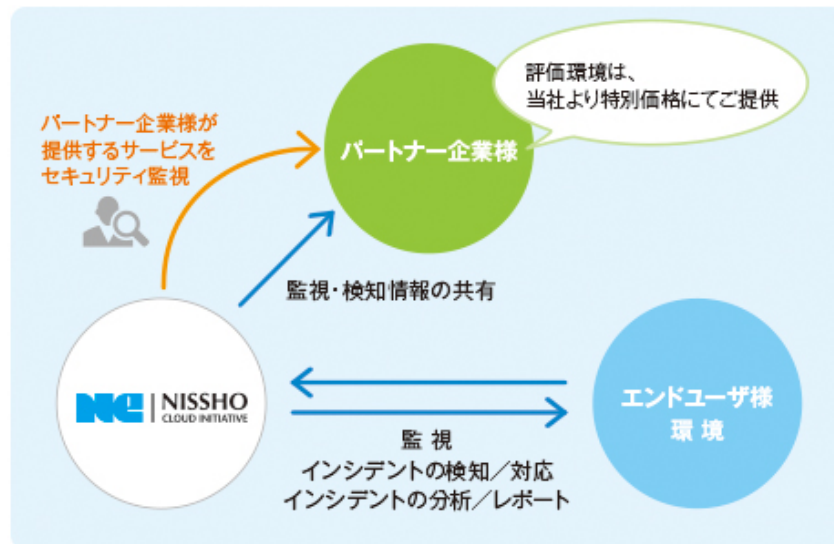 評価環境は、
当社より特別価格にてご提供
パートナー企業様が
提供するサービスを
セキュリティ監視
パートナー企業様
監視・検知情報の共有
NISSHO
CLOUD INITIATIVE
エンドユーザ様
環 境
監 視
インシデントの検知／対応
インシデントの分析／レポート